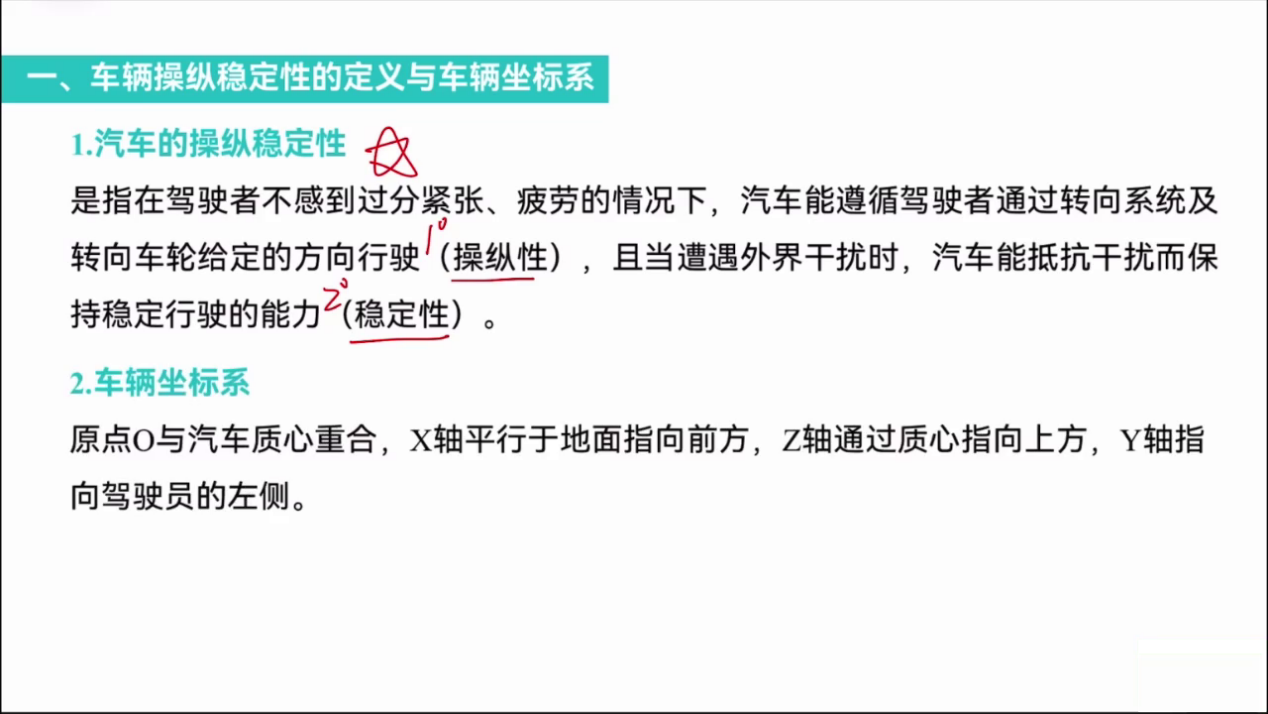 一、车辆操纵稳定性的定义与车辆坐标系
1.汽车的操纵稳定性
是指在驾驶者不感到过分紧张、疲劳的情况下，汽车能遵循驾驶者通过转向系统及
转向车轮给定的方向行驶1°（操纵性），且当遭遇外界干扰时，汽车能抵抗干扰而保
持稳定行驶的能力2°（稳定性）。
2.车辆坐标系
原点O与汽车质心重合，X轴平行于地面指向前方，Z轴通过质心指向上方，Y轴指
向驾驶员的左侧。